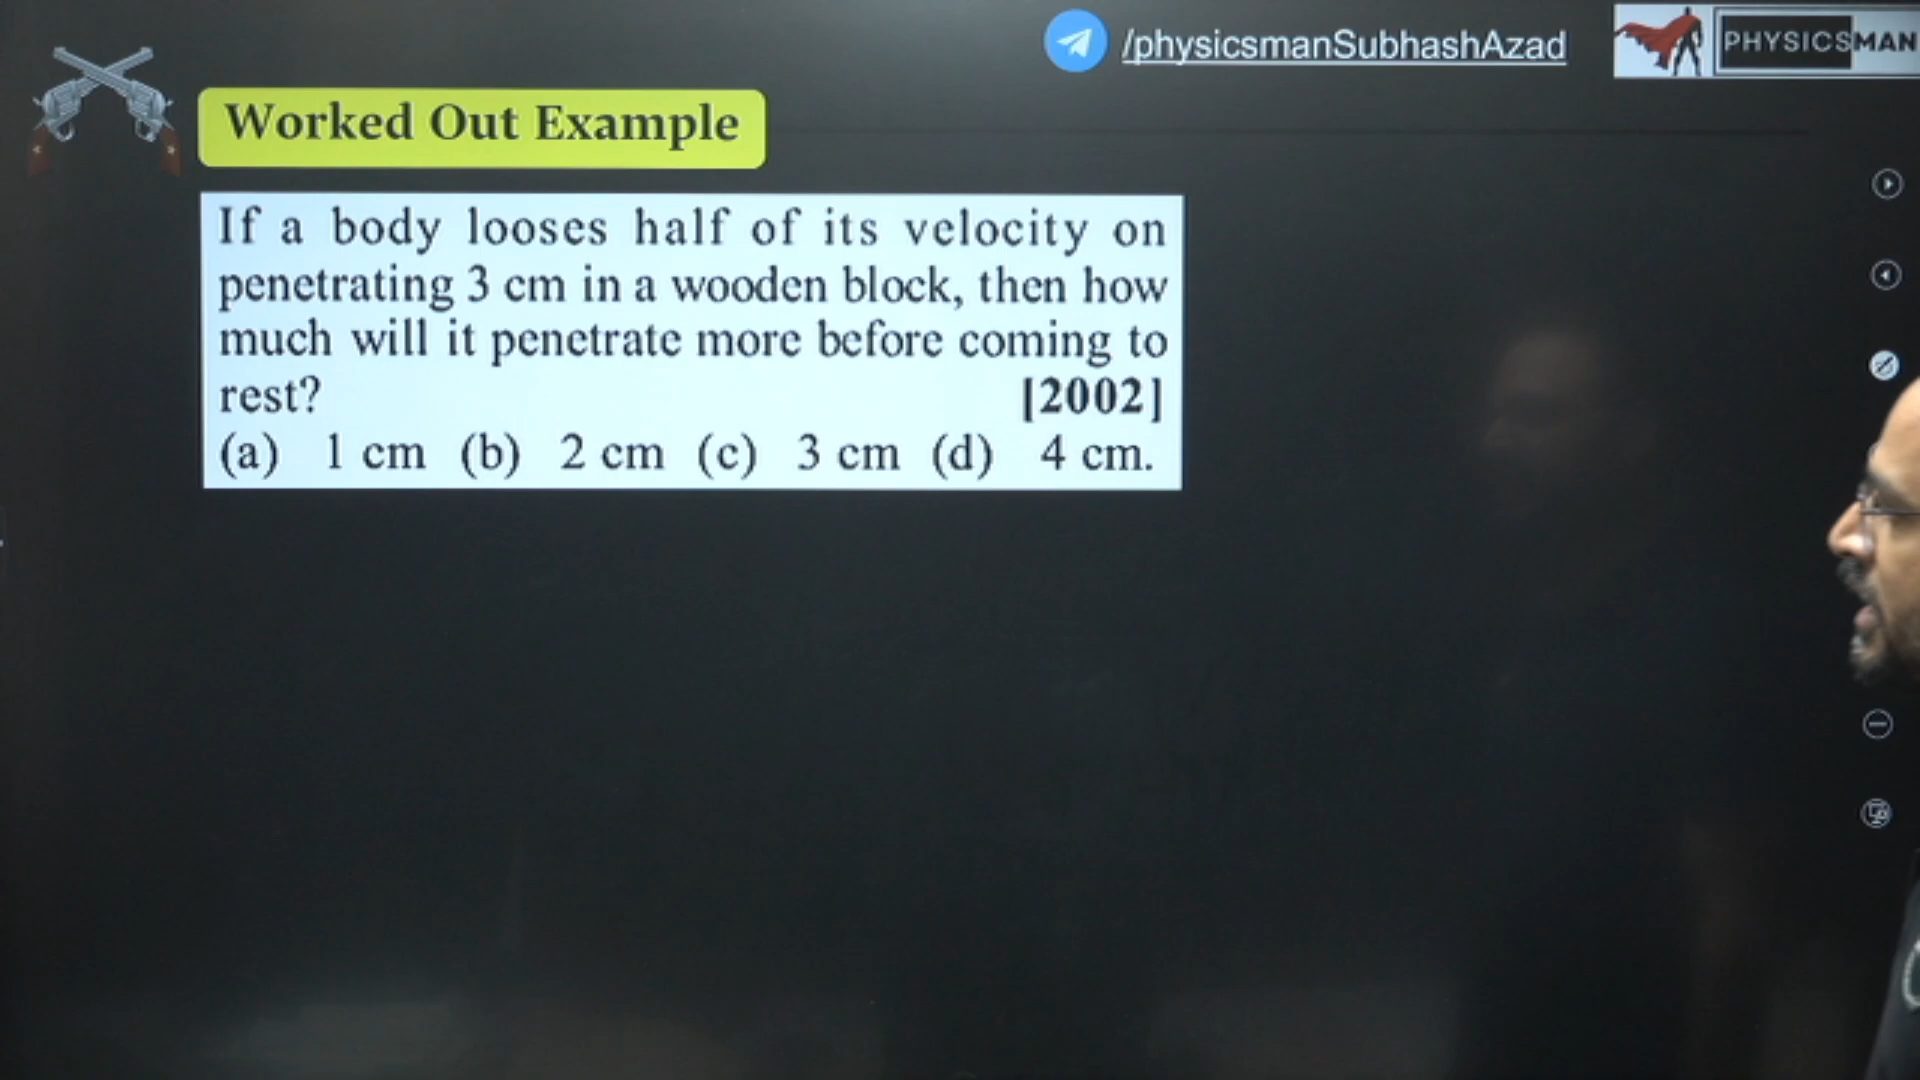 /physicsmanSubhashAzad
PHYSICSMAN
Worked Out Example
If a body looses half of its velocity on
penetrating 3 cm in a wooden block, then how
much will it penetrate more before coming to
rest? [2002]
(a) 1 cm (b) 2 cm (c) 3 cm (d) 4 cm.